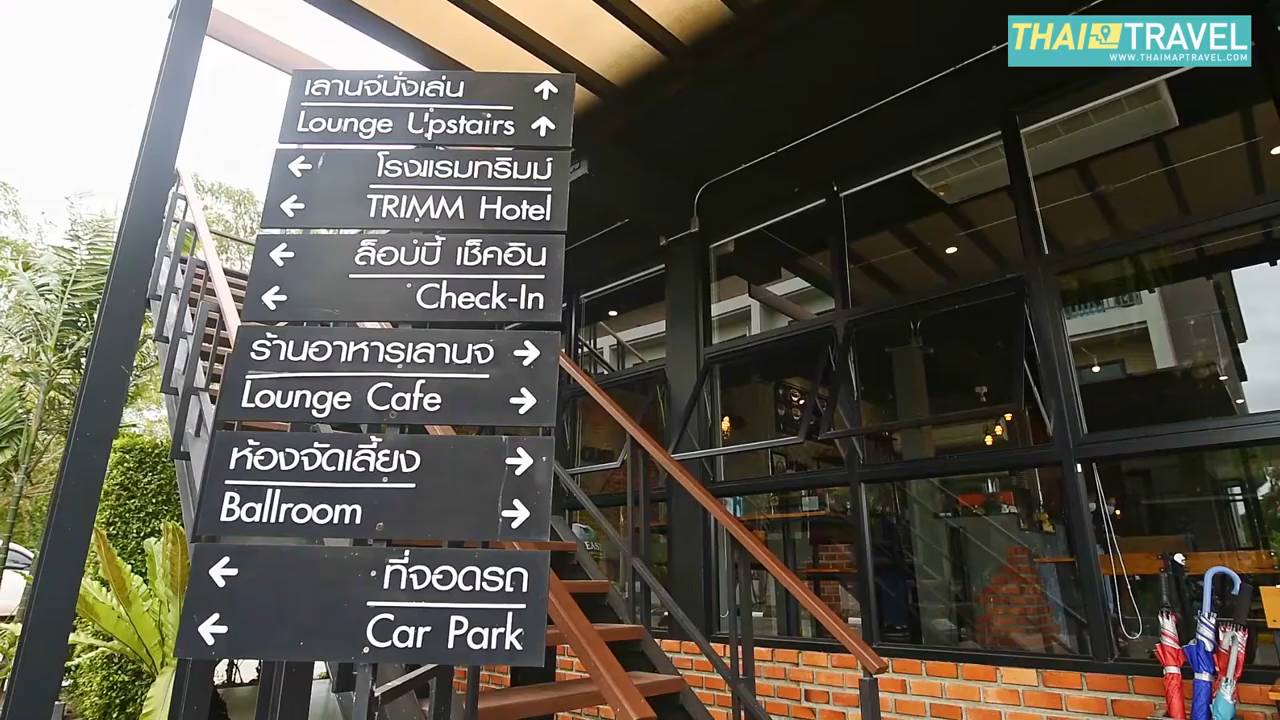 THAI TRAVEL
WWW.THAIMAPTRAVEL.COM
เลานจ์นั่งเล่น
Lounge Upstairs
โรงแรมทริมม์
TRIMM Hotel
ล็อบบี้ เช็คอิน
Check-In
ร้านอาหารเลานจ
Lounge Cafe
ห้องจัดเลี้ยง
Ballroom
ที่จอดรถ
Car Park